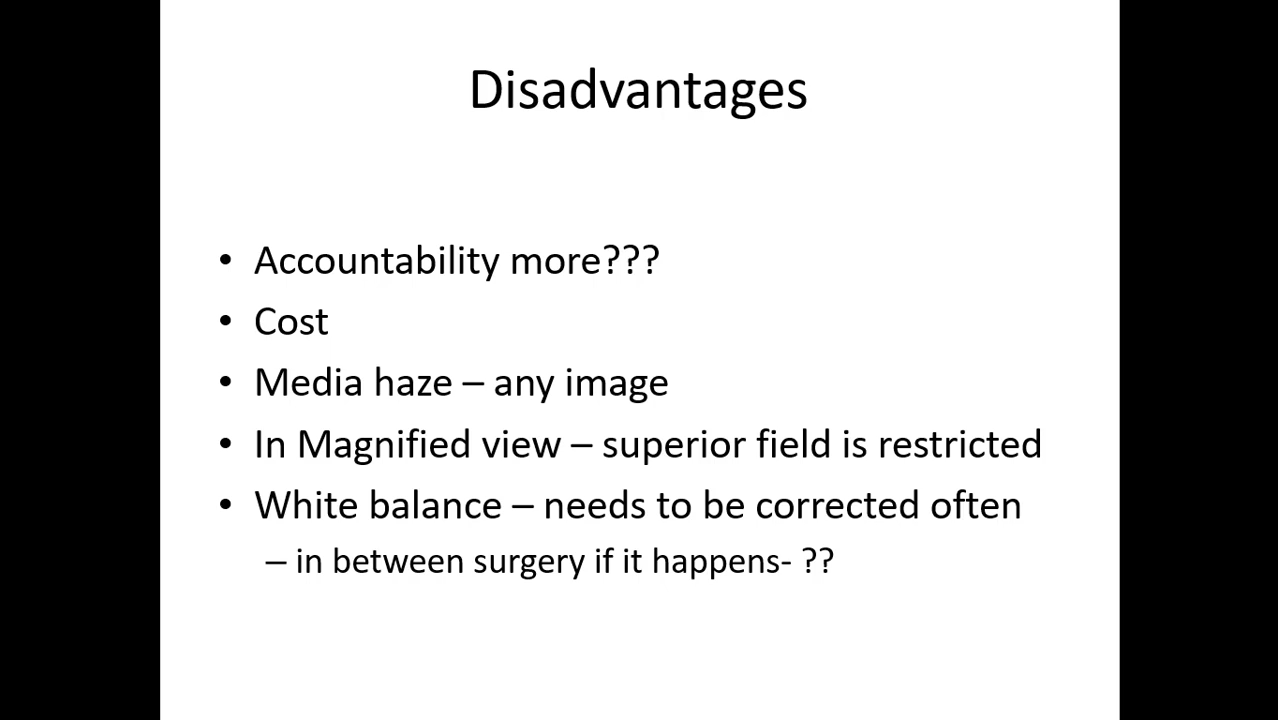 Disadvantages
• Accountability more???
• Cost
• Media haze – any image
• In Magnified view – superior field is restricted
• White balance – needs to be corrected often
– in between surgery if it happens- ??